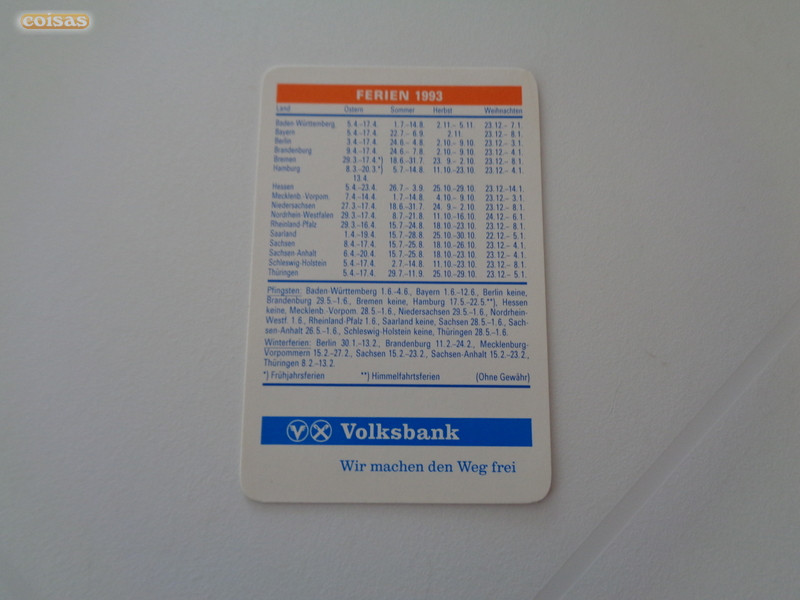 coisas
FERIEN 1993
Land Ostern Sommer Herbst Weihnachten
Baden-Württemberg 5.4.–17.4. 1.7.–14.8. 2.11.– 5.11. 23.12.– 7.1.
Bayern 5.4.–17.4. 22.7.– 6.9. 2.11. 23.12.– 8.1.
Berlin 3.4.–17.4. 24.6.– 4.8. 2.10.– 9.10. 23.12.– 3.1.
Brandenburg 9.4.–17.4. 24.6.– 7.8. 2.10.– 9.10. 23.12.– 4.1.
Bremen 29.3.–17.4.*) 18.6.–31.7. 23. 9.– 2.10. 23.12.– 8.1.
Hamburg 8.3.–20.3.*) 5.7.–14.8. 11.10–23.10. 23.12.– 4.1.
13.4.
Hessen 5.4.–23.4. 26.7.– 3.9. 25.10.–29.10. 23.12.–14.1.
Mecklenb.-Vorpom. 7.4.–14.4. 1.7.–14.8. 4.10.– 9.10. 23.12.– 3.1.
Niedersachsen 27.3.–17.4. 18.6.–31.7. 24. 9.– 2.10. 23.12.– 8.1.
Nordrhein-Westfalen 29.3.–17.4. 8.7.–21.8. 11.10.–16.10. 24.12.– 6.1.
Rheinland-Pfalz 29.3.–16.4. 15.7.–24.8. 18.10–23.10. 23.12.– 8.1.
Saarland 1.4.–19.4. 15.7.–28.8. 25.10.–30.10. 22.12.– 5.1.
Sachsen 8.4.–17.4. 15.7.–25.8. 18.10–26.10. 23.12.– 4.1.
Sachsen-Anhalt 6.4.–20.4. 15.7.–25.8. 18.10–23.10. 23.12.– 4.1.
Schleswig-Holstein 5.4.–17.4. 2.7.–14.8. 11.10.–23.10. 23.12.– 8.1.
Thüringen 5.4.–17.4. 29.7.–11.9. 25.10–29.10. 23.12.– 5.1.
Pfingsten: Baden-Württemberg 1.6.–4.6., Bayern 1.6.–12.6., Berlin keine,
Brandenburg 29.5.–1.6., Bremen keine, Hamburg 17.5.–22.5.**), Hessen
keine, Mecklenb.-Vorpom. 28.5.–1.6., Niedersachsen 29.5.–1.6., Nordrhein-
Westf. 1.6., Rheinland-Pfalz 1.6., Saarland keine, Sachsen 28.5.–1.6., Sach-
sen-Anhalt 26.5.–1.6., Schleswig-Holstein keine, Thüringen 28.5.–1.6.
Winterferien: Berlin 30.1.–13.2., Brandenburg 11.2.–24.2., Mecklenburg-
Vorpommern 15.2.–27.2., Sachsen 15.2.–23.2., Sachsen-Anhalt 15.2.–23.2.,
Thüringen 8.2.–13.2.
*) Frühjahrsferien **) Himmelfahrtsferien (Ohne Gewähr)
Volksbank
Wir machen den Weg frei